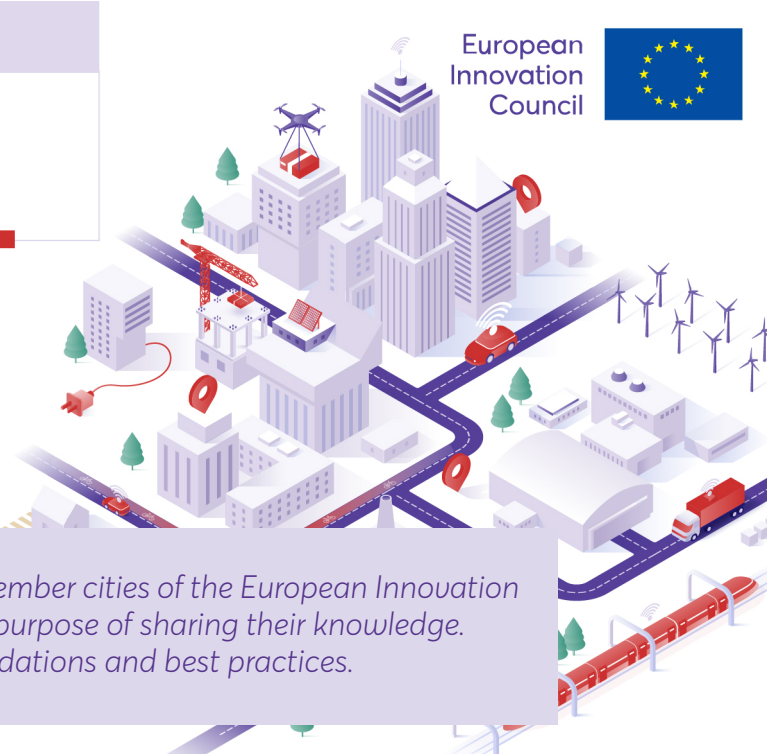 European
Innovation
Council
ember cities of the European Innovation
purpose of sharing their knowledge.
dations and best practices.